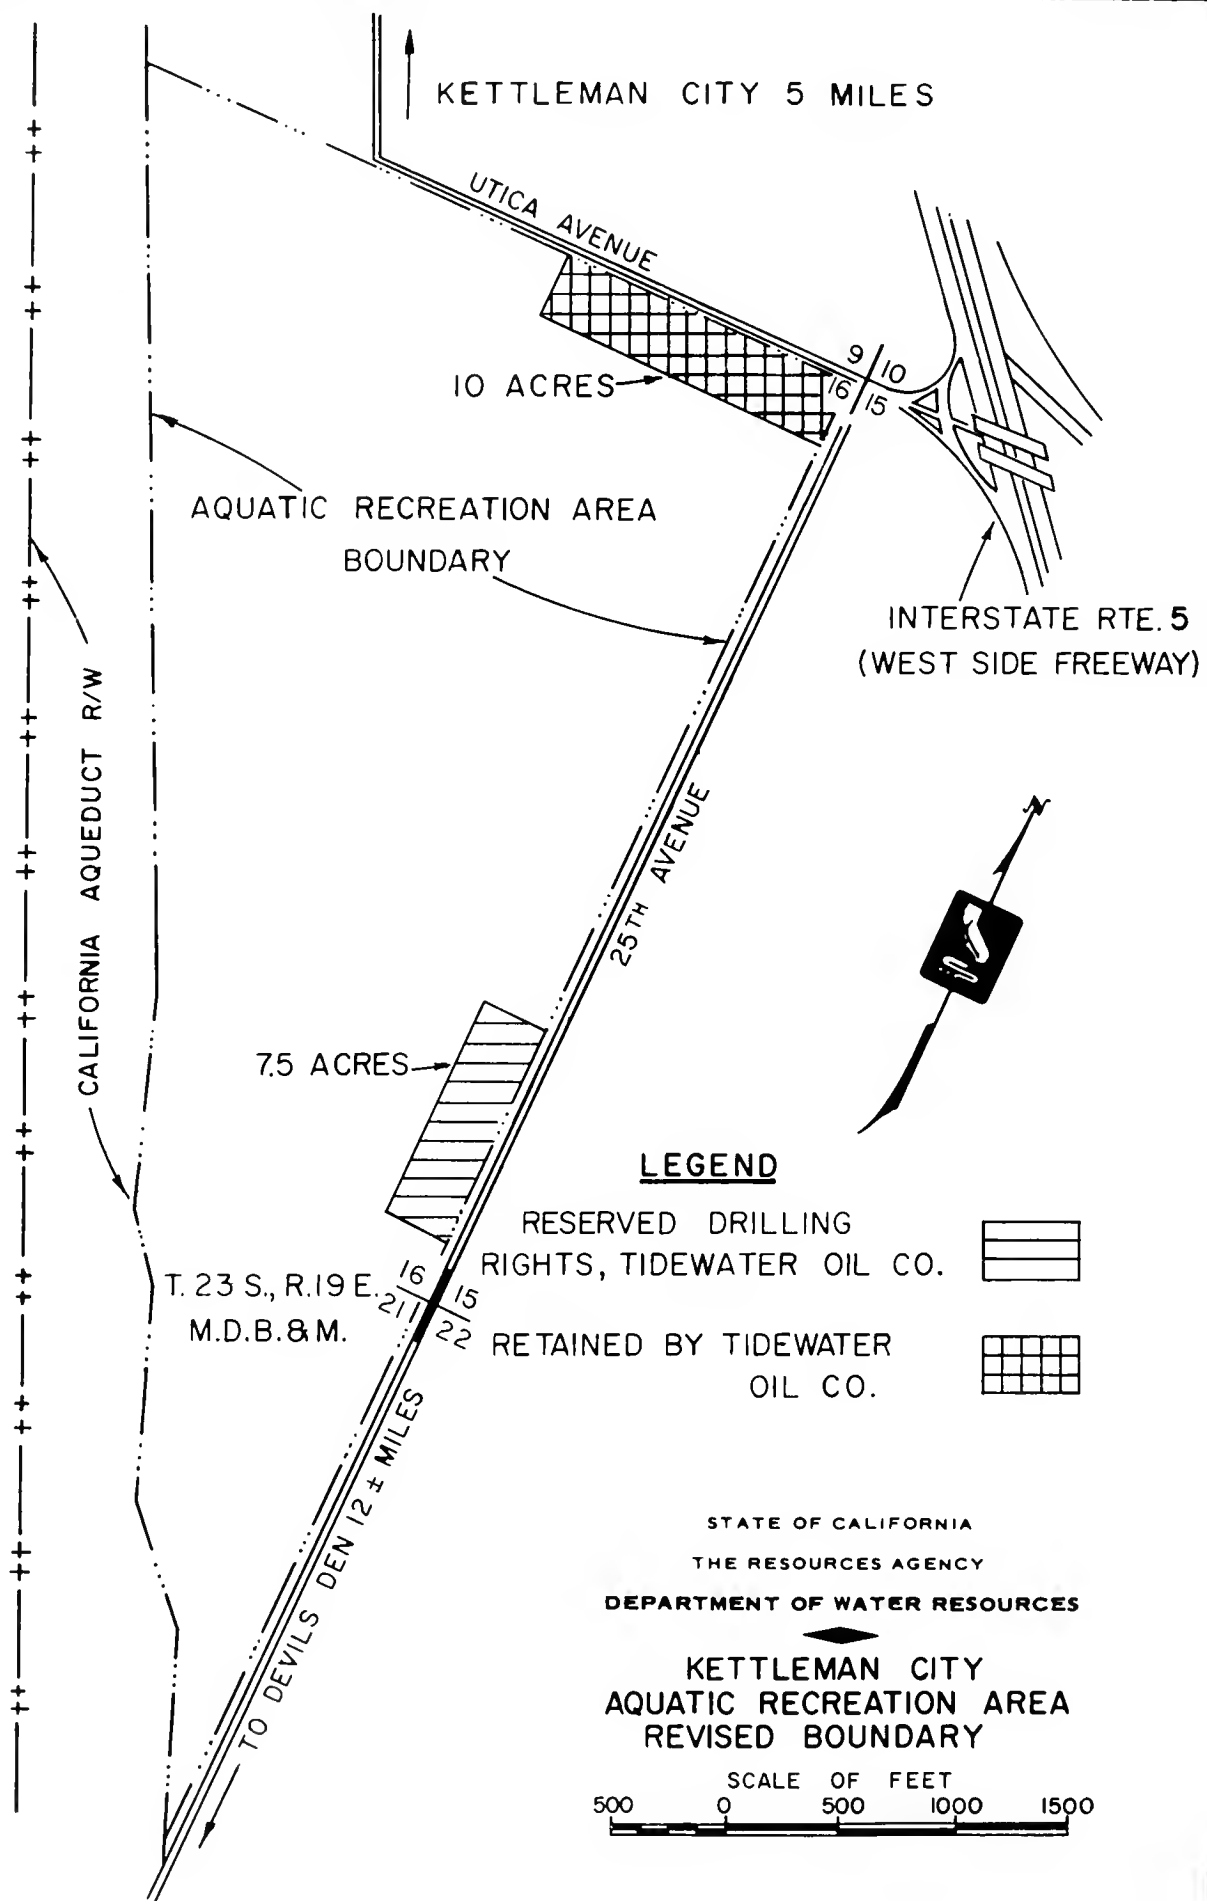 KETTLEMAN CITY 5 MILES
UTICA AVENUE
9
10
16
15
10 ACRES
AQUATIC RECREATION AREA
BOUNDARY
INTERSTATE RTE. 5
(WEST SIDE FREEWAY)
CALIFORNIA AQUEDUCT R/W
25TH AVENUE
N
7.5 ACRES
LEGEND
RESERVED DRILLING
RIGHTS, TIDEWATER OIL CO.
RETAINED BY TIDEWATER
OIL CO.
T. 23 S., R. 19 E.
M.D.B. & M.
16
15
21
22
TO DEVILS DEN 12 ± MILES
STATE OF CALIFORNIA
THE RESOURCES AGENCY
DEPARTMENT OF WATER RESOURCES
KETTLEMAN CITY
AQUATIC RECREATION AREA
REVISED BOUNDARY
SCALE OF FEET
500 0 500 1000 1500